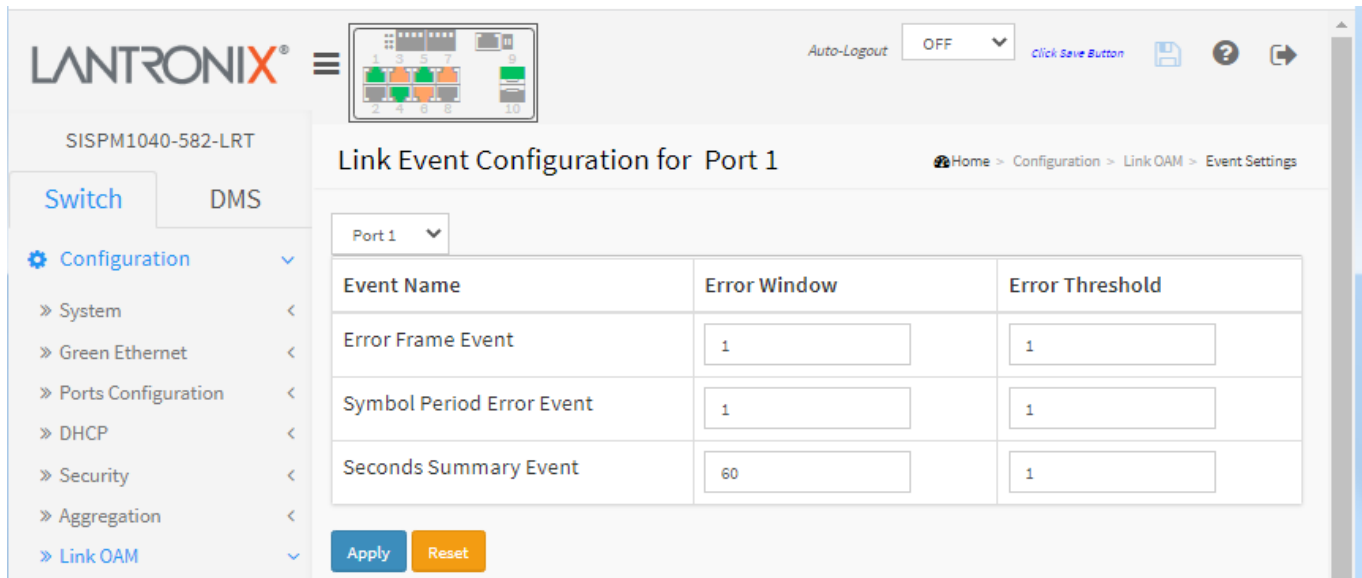 LANTRONIX®
1 3 5 7 9
2 4 6 8 10
Auto-Logout OFF Click Save Button
SISPM1040-582-LRT
Switch DMS
Configuration
» System
» Green Ethernet
» Ports Configuration
» DHCP
» Security
» Aggregation
» Link OAM
Link Event Configuration for Port 1
Home > Configuration > Link OAM > Event Settings
Port 1
Event Name Error Window Error Threshold
Error Frame Event 1 1
Symbol Period Error Event 1 1
Seconds Summary Event 60 1
Apply Reset